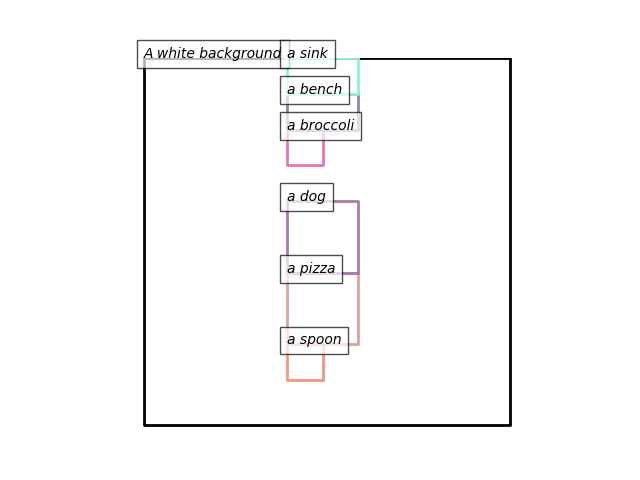 A white background
a sink
a bench
a broccoli
a dog
a pizza
a spoon